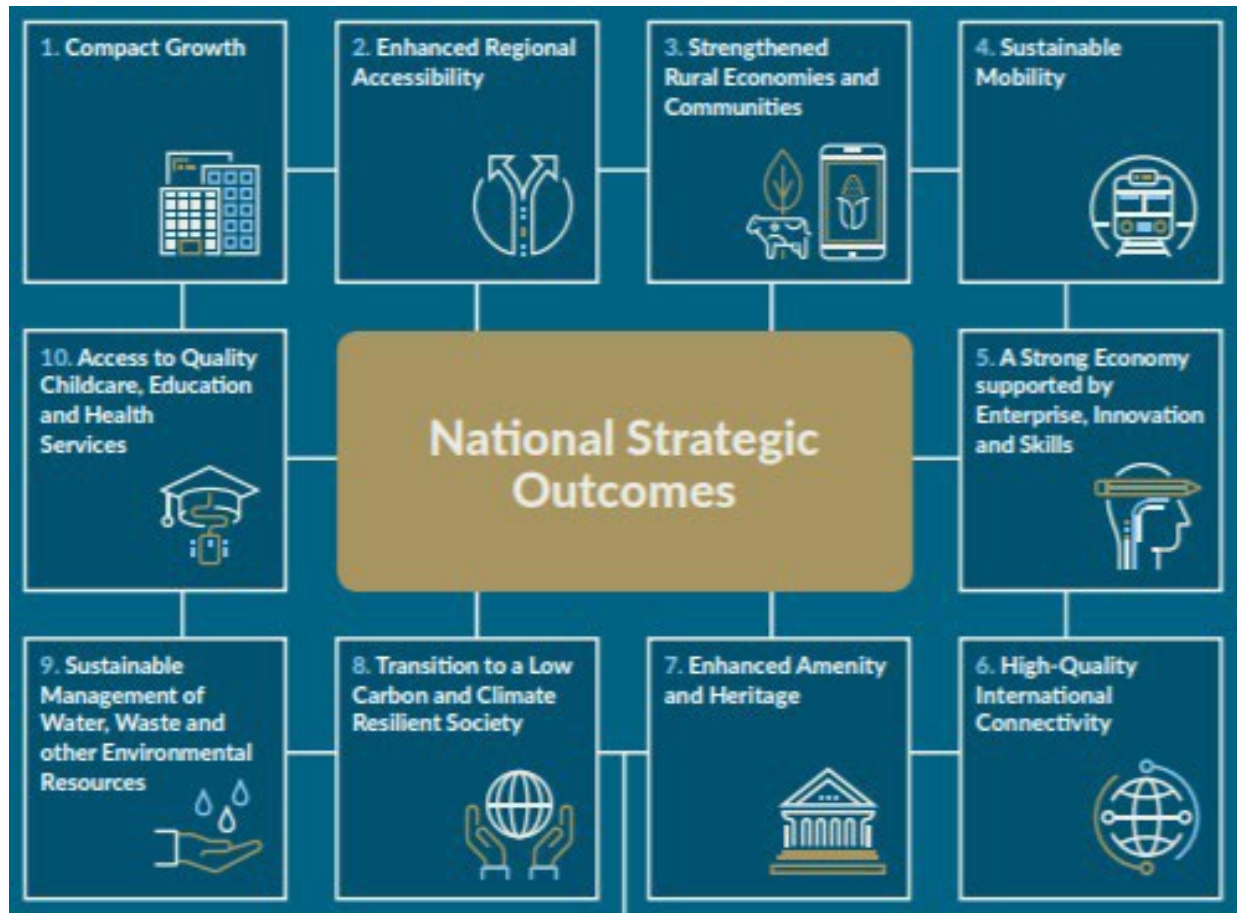 1. Compact Growth
2. Enhanced Regional
Accessibility
3. Strengthened
Rural Economies and
Communities
4. Sustainable
Mobility
10. Access to Quality
Childcare, Education
and Health
Services
National Strategic
Outcomes
5. A Strong Economy
supported by
Enterprise, Innovation
and Skills
9. Sustainable
Management of
Water, Waste and
other Environmental
Resources
8. Transition to a Low
Carbon and Climate
Resilient Society
7. Enhanced Amenity
and Heritage
6. High-Quality
International
Connectivity